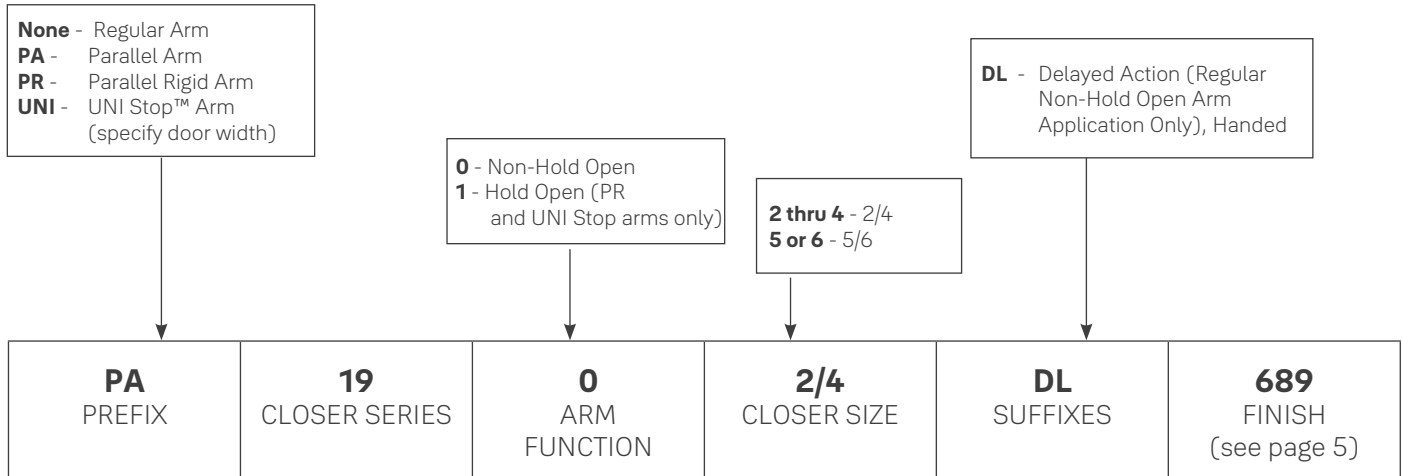 None - Regular Arm
PA - Parallel Arm
PR - Parallel Rigid Arm
UNI - UNI Stop™ Arm
(specify door width)
0 - Non-Hold Open
1 - Hold Open (PR
and UNI Stop arms only)
2 thru 4 - 2/4
5 or 6 - 5/6
DL - Delayed Action (Regular
Non-Hold Open Arm
Application Only), Handed
PA
PREFIX
19
CLOSER SERIES
0
ARM
FUNCTION
2/4
CLOSER SIZE
DL
SUFFIXES
689
FINISH
(see page 5)